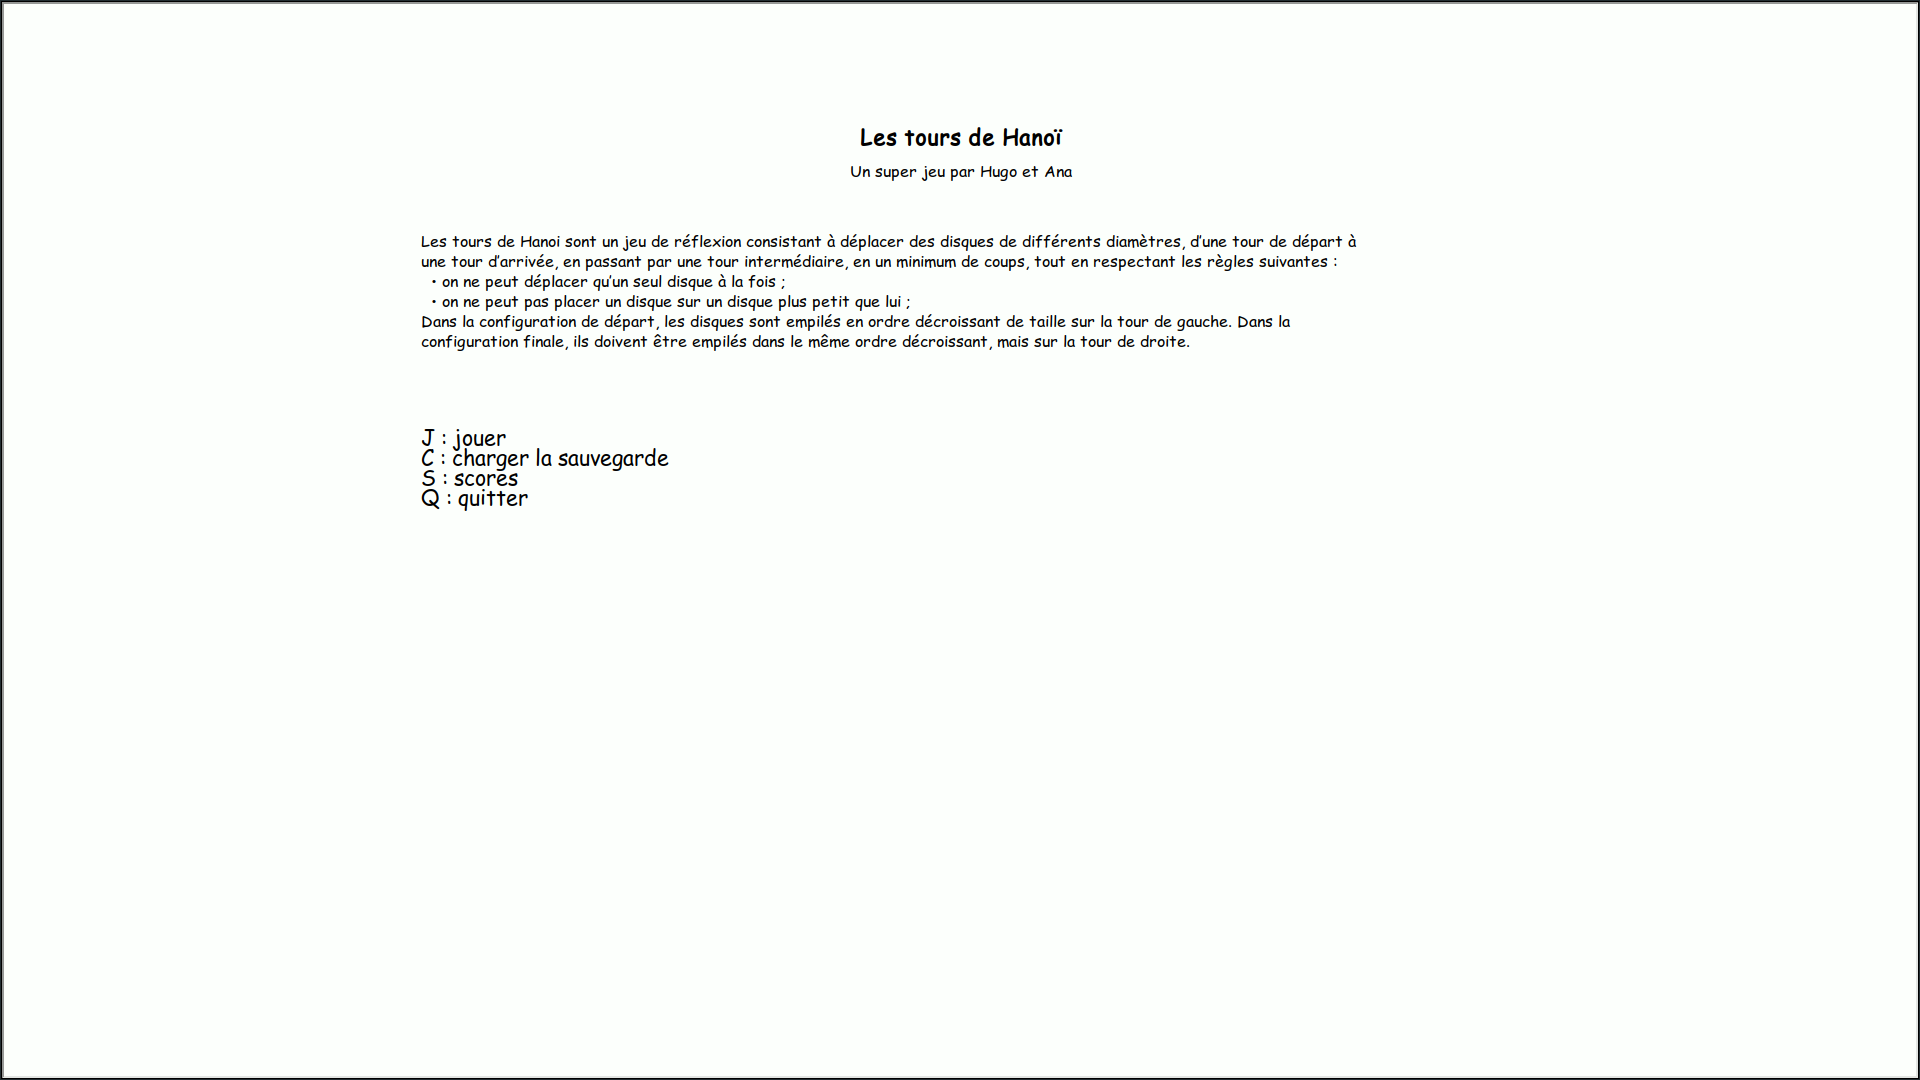 Les tours de Hanoï
Un super jeu par Hugo et Ana
Les tours de Hanoi sont un jeu de réflexion consistant à déplacer des disques de différents diamètres, d'une tour de départ à
une tour d'arrivée, en passant par une tour intermédiaire, en un minimum de coups, tout en respectant les règles suivantes :
• on ne peut déplacer qu'un seul disque à la fois ;
• on ne peut pas placer un disque sur un disque plus petit que lui ;
Dans la configuration de départ, les disques sont empilés en ordre décroissant de taille sur la tour de gauche. Dans la
configuration finale, ils doivent être empilés dans le même ordre décroissant, mais sur la tour de droite.
J : jouer
C : charger la sauvegarde
S : scores
Q : quitter